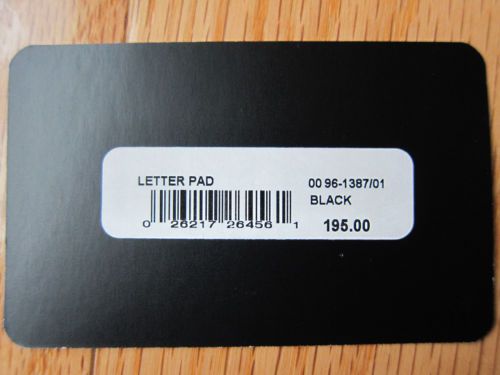 LETTER PAD 00 96-1387/01
BLACK
0 26217 26456 1 195.00